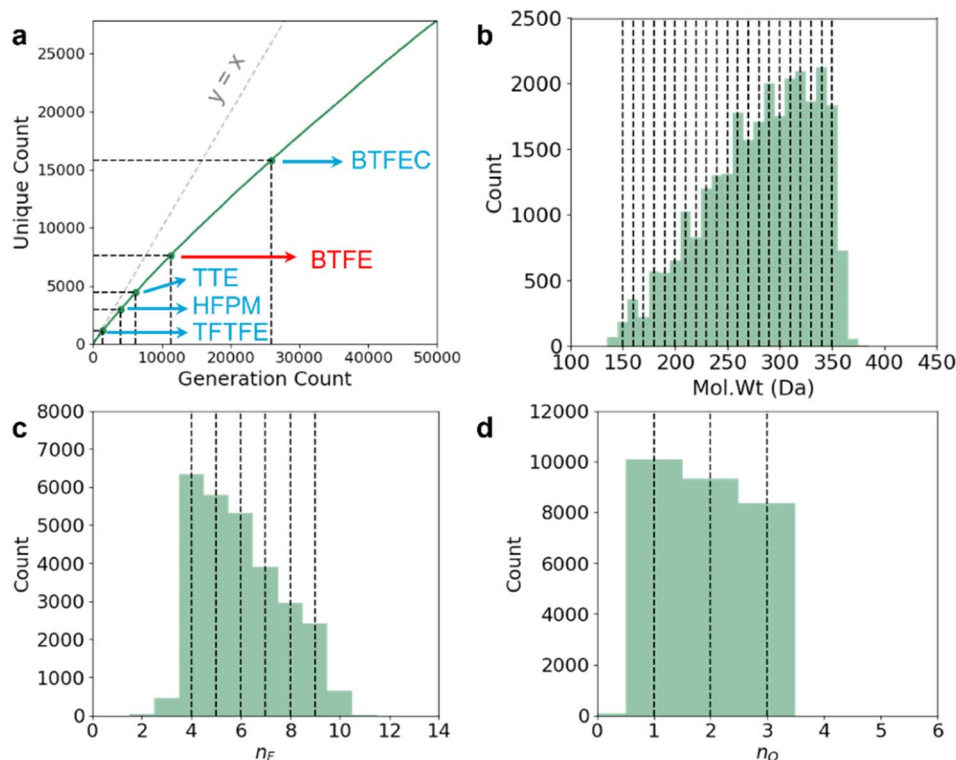 a
25000
20000
15000
10000
5000
0
Unique Count
y = x
BTFEC
BTFE
TTE
HFPM
TFTFE
0 10000 20000 30000 40000 50000
Generation Count
b
2500
2000
1500
1000
500
0
Count
100 150 200 250 300 350 400 450
Mol.Wt (Da)
c
8000
7000
6000
5000
4000
3000
2000
1000
0
Count
0 2 4 6 8 10 12 14
n_F
d
12000
10000
8000
6000
4000
2000
0
Count
0 1 2 3 4 5 6
n_O